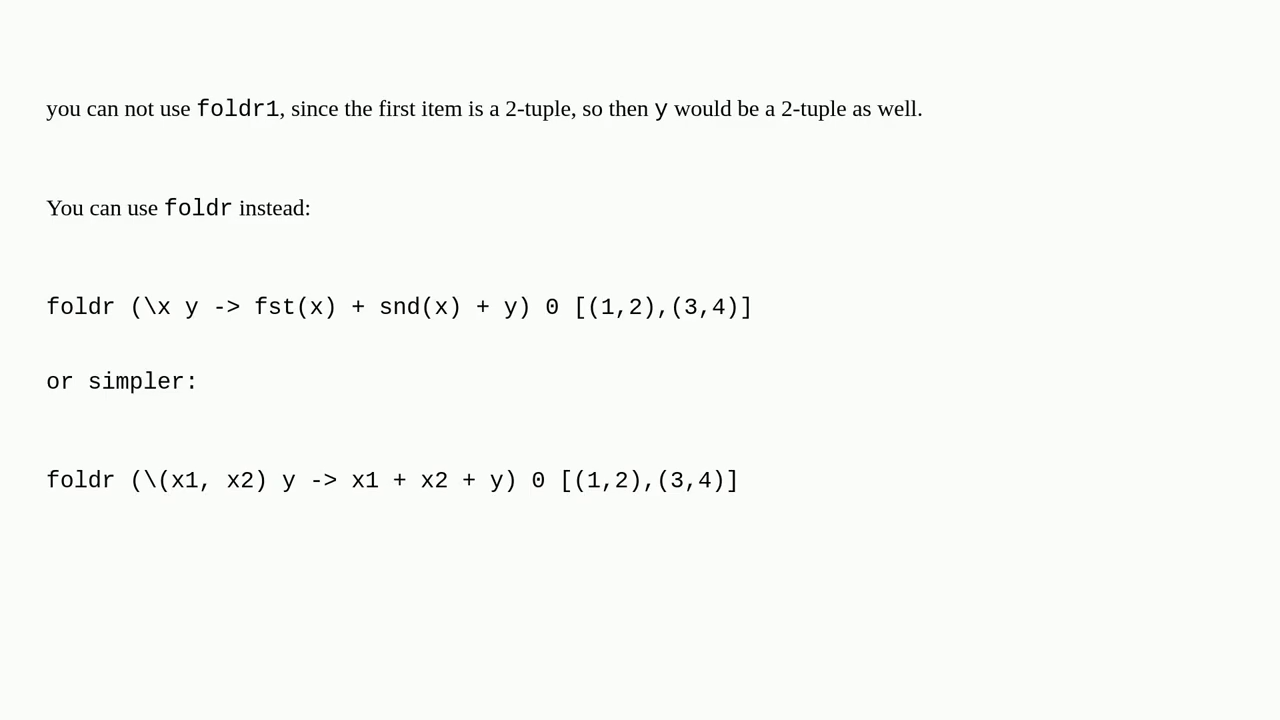 you can not use foldr1, since the first item is a 2-tuple, so then y would be a 2-tuple as well.
You can use foldr instead:
foldr (\x y -> fst(x) + snd(x) + y) 0 [(1,2),(3,4)]
or simpler:
foldr (\(x1, x2) y -> x1 + x2 + y) 0 [(1,2),(3,4)]